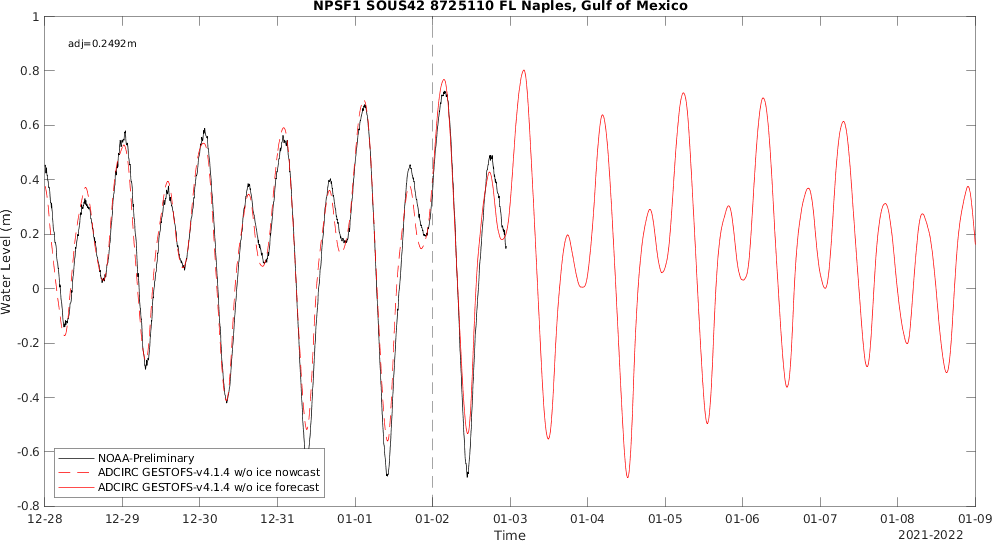 NPSF1 SOUS42 8725110 FL Naples, Gulf of Mexico
adj=0.2492m
1
0.8
0.6
0.4
0.2
0
-0.2
-0.4
-0.6
-0.8
Water Level (m)
NOAA-Preliminary
ADCIRC GESTOFS-v4.1.4 w/o ice nowcast
ADCIRC GESTOFS-v4.1.4 w/o ice forecast
12-28 12-29 12-30 12-31 01-01 01-02 01-03 01-04 01-05 01-06 01-07 01-08 01-09
Time
2021-2022